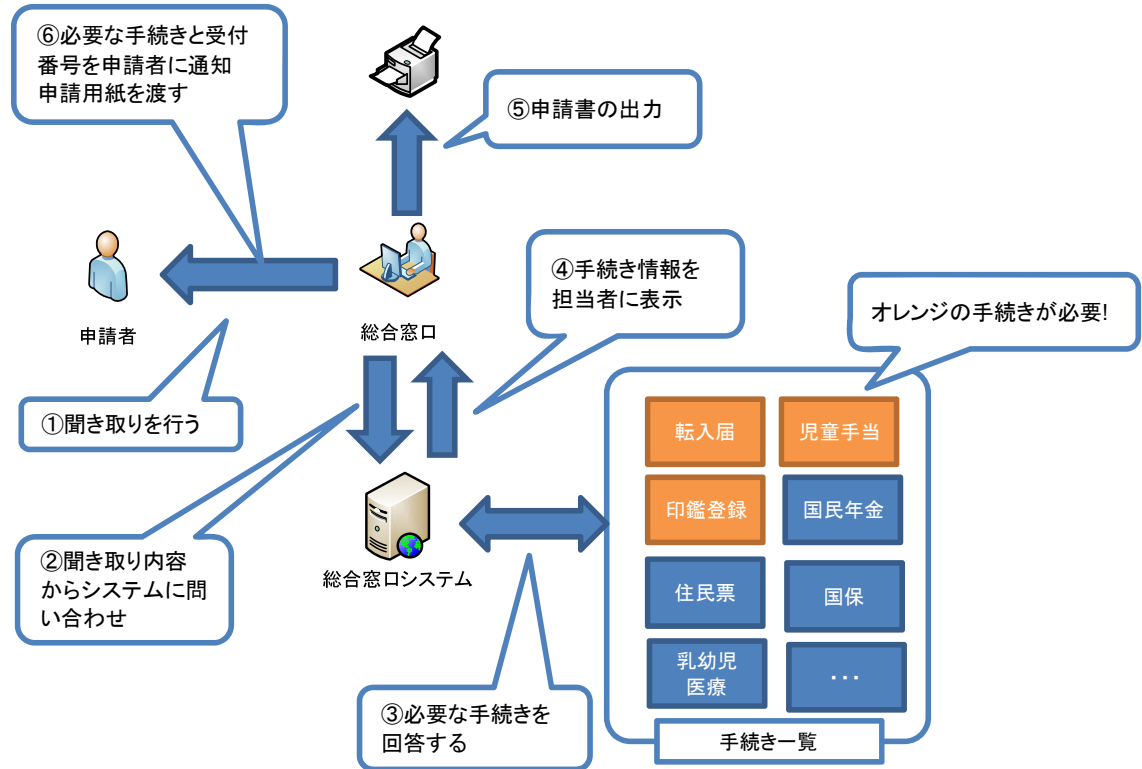 ⑥必要な手続きと受付
番号を申請者に通知
申請用紙を渡す
⑤申請書の出力
④手続き情報を
担当者に表示
オレンジの手続きが必要!
申請者
総合窓口
①聞き取りを行う
転入届
児童手当
印鑑登録
国民年金
②聞き取り内容
からシステムに問
い合わせ
総合窓口システム
住民票
国保
乳幼児
医療
･･･
③必要な手続きを
回答する
手続き一覧